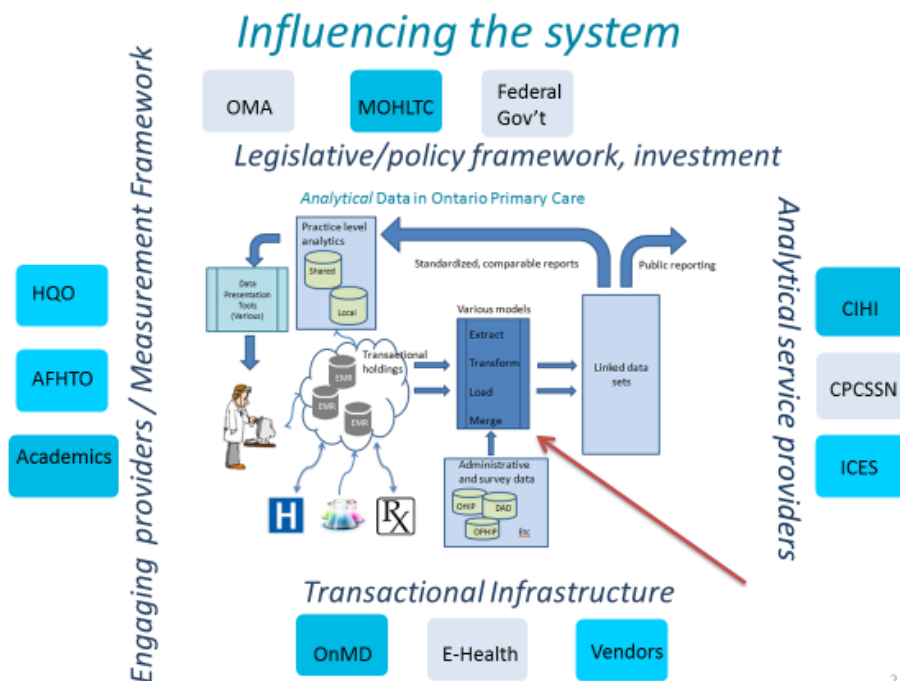 Influencing the system
OMA
MOHLTC
Federal
Gov't
Legislative/policy framework, investment
Engaging providers / Measurement Framework
HQO
AFHTO
Academics
Analytical Data in Ontario Primary Care
Practice level
analytics
Shared
Local
Data
Presentation
Tools
(Various)
Standardized, comparable reports
Public reporting
Various models
Extract
Transform
Load
Merge
Linked data
sets
Transactional
holdings
EMR
EMR
EMR
H
Rx
Administrative
and survey data
OHIP
DAD
OPHIP
Etc
Analytical service providers
CIHI
CPCSSN
ICES
Transactional Infrastructure
OnMD
E-Health
Vendors